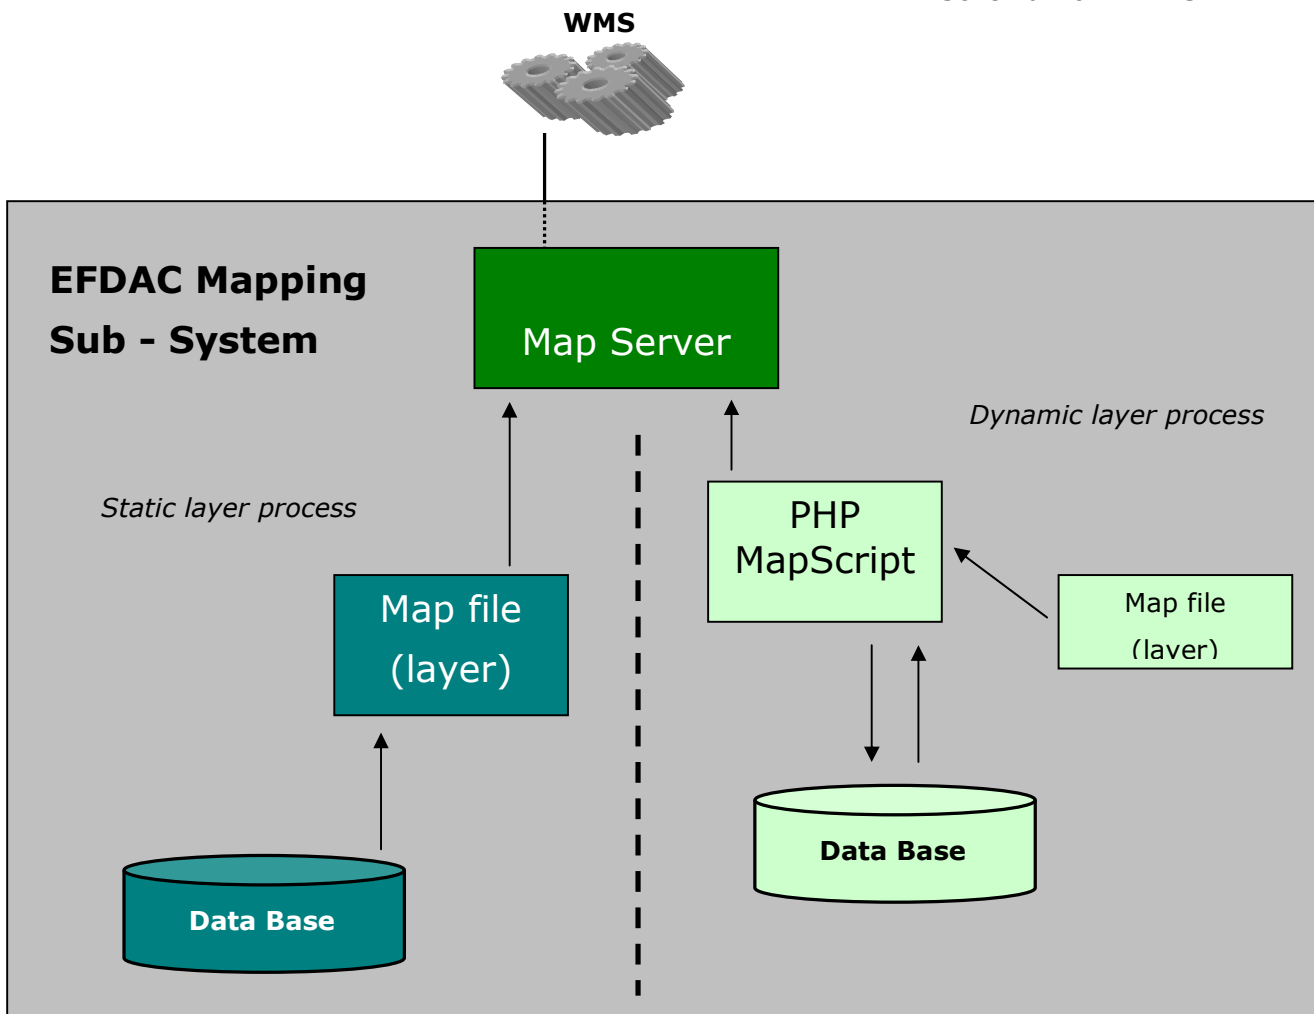 WMS
EFDAC Mapping
Sub - System
Map Server
Dynamic layer process
Static layer process
PHP
MapScript
Map file
(layer)
Map file
(layer)
Data Base
Data Base